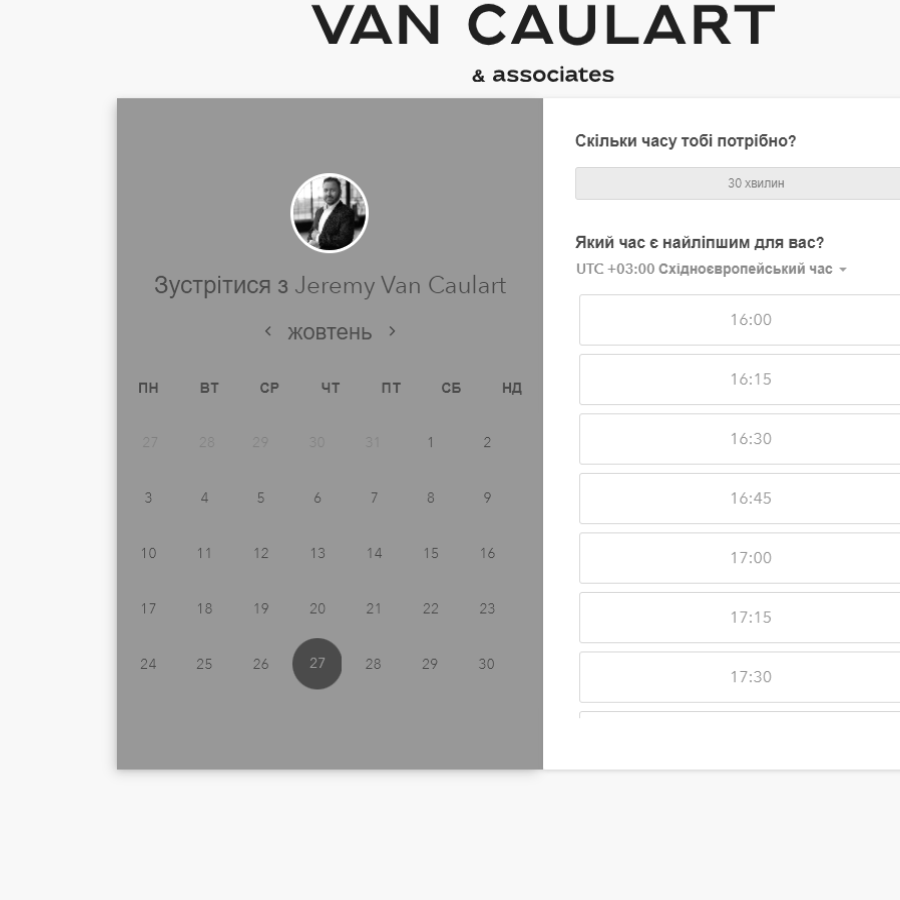 VAN CAULART
& associates
Зустрітися з Jeremy Van Caulart
жовтень
ПН ВТ СР ЧТ ПТ СБ НД
27 28 29 30 31 1 2
3 4 5 6 7 8 9
10 11 12 13 14 15 16
17 18 19 20 21 22 23
24 25 26 27 28 29 30
Скільки часу тобі потрібно?
30 хвилин
Який час є найліпшим для вас?
UTC +03:00 Східноєвропейський час
16:00
16:15
16:30
16:45
17:00
17:15
17:30